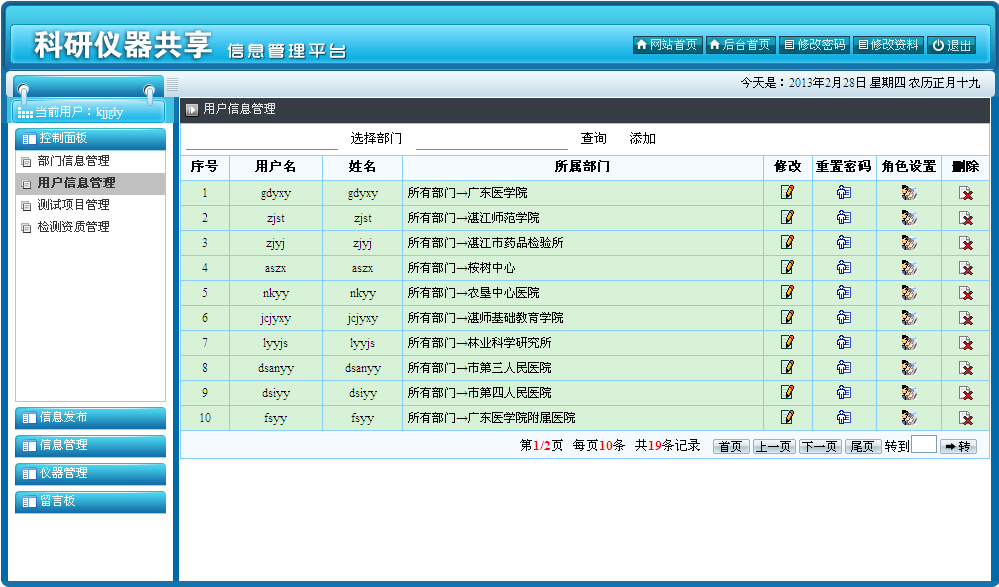 科研仪器共享 信息管理平台
网站首页 后台首页 修改密码 修改资料 退出
今天是：2013年2月28日 星期四 农历正月十九
当前用户：kjjgly
控制面板
部门信息管理
用户信息管理
测试项目管理
检测资质管理
信息发布
信息管理
仪器管理
留言板
用户信息管理
选择部门 查询 添加
序号 用户名 姓名 所属部门 修改 重置密码 角色设置 删除
1 gdyxy gdyxy 所有部门→广东医学院
2 zjst zjst 所有部门→湛江师范学院
3 zjyj zjyj 所有部门→湛江市药品检验所
4 aszx aszx 所有部门→桉树中心
5 nkyy nkyy 所有部门→农垦中心医院
6 jcjyxy jcjyxy 所有部门→湛师基础教育学院
7 lyyjs lyyjs 所有部门→林业科学研究所
8 dsanyy dsanyy 所有部门→市第三人民医院
9 dsiyy dsiyy 所有部门→市第四人民医院
10 fsyy fsyy 所有部门→广东医学院附属医院
第1/2页 每页10条 共19条记录 首页 上一页 下一页 尾页 转到 转